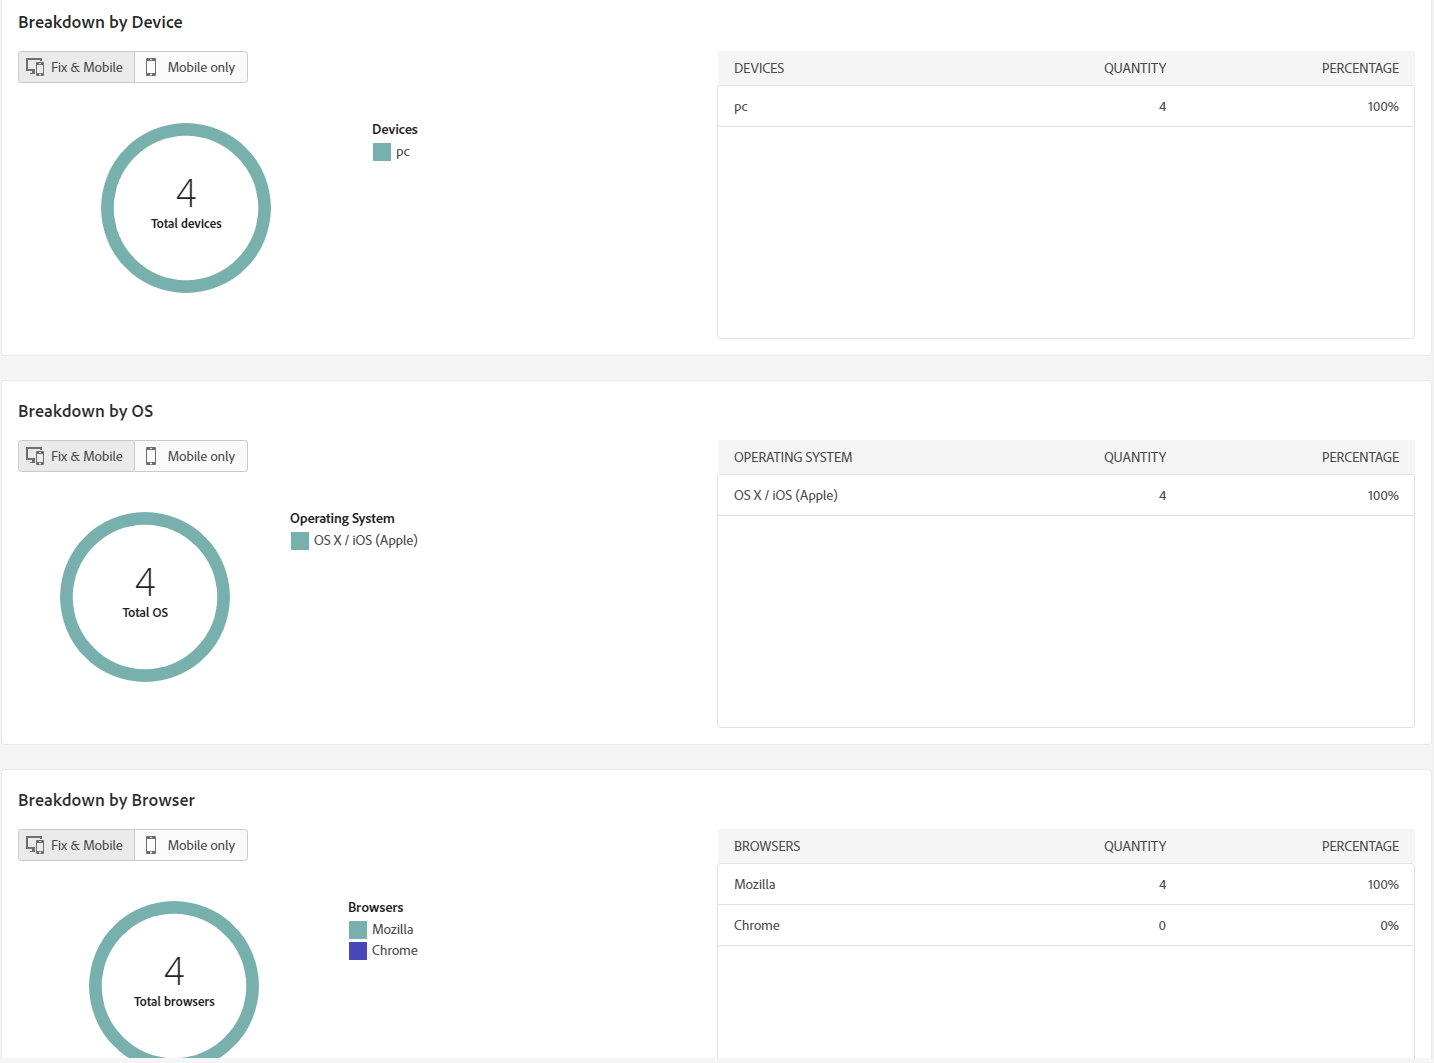 Breakdown by Device
Fix & Mobile
Mobile only
4
Total devices
Devices
pc
DEVICES QUANTITY PERCENTAGE
pc 4 100%
Breakdown by OS
Fix & Mobile
Mobile only
4
Total OS
Operating System
OS X / iOS (Apple)
OPERATING SYSTEM QUANTITY PERCENTAGE
OS X / iOS (Apple) 4 100%
Breakdown by Browser
Fix & Mobile
Mobile only
4
Total browsers
Browsers
Mozilla
Chrome
BROWSERS QUANTITY PERCENTAGE
Mozilla 4 100%
Chrome 0 0%